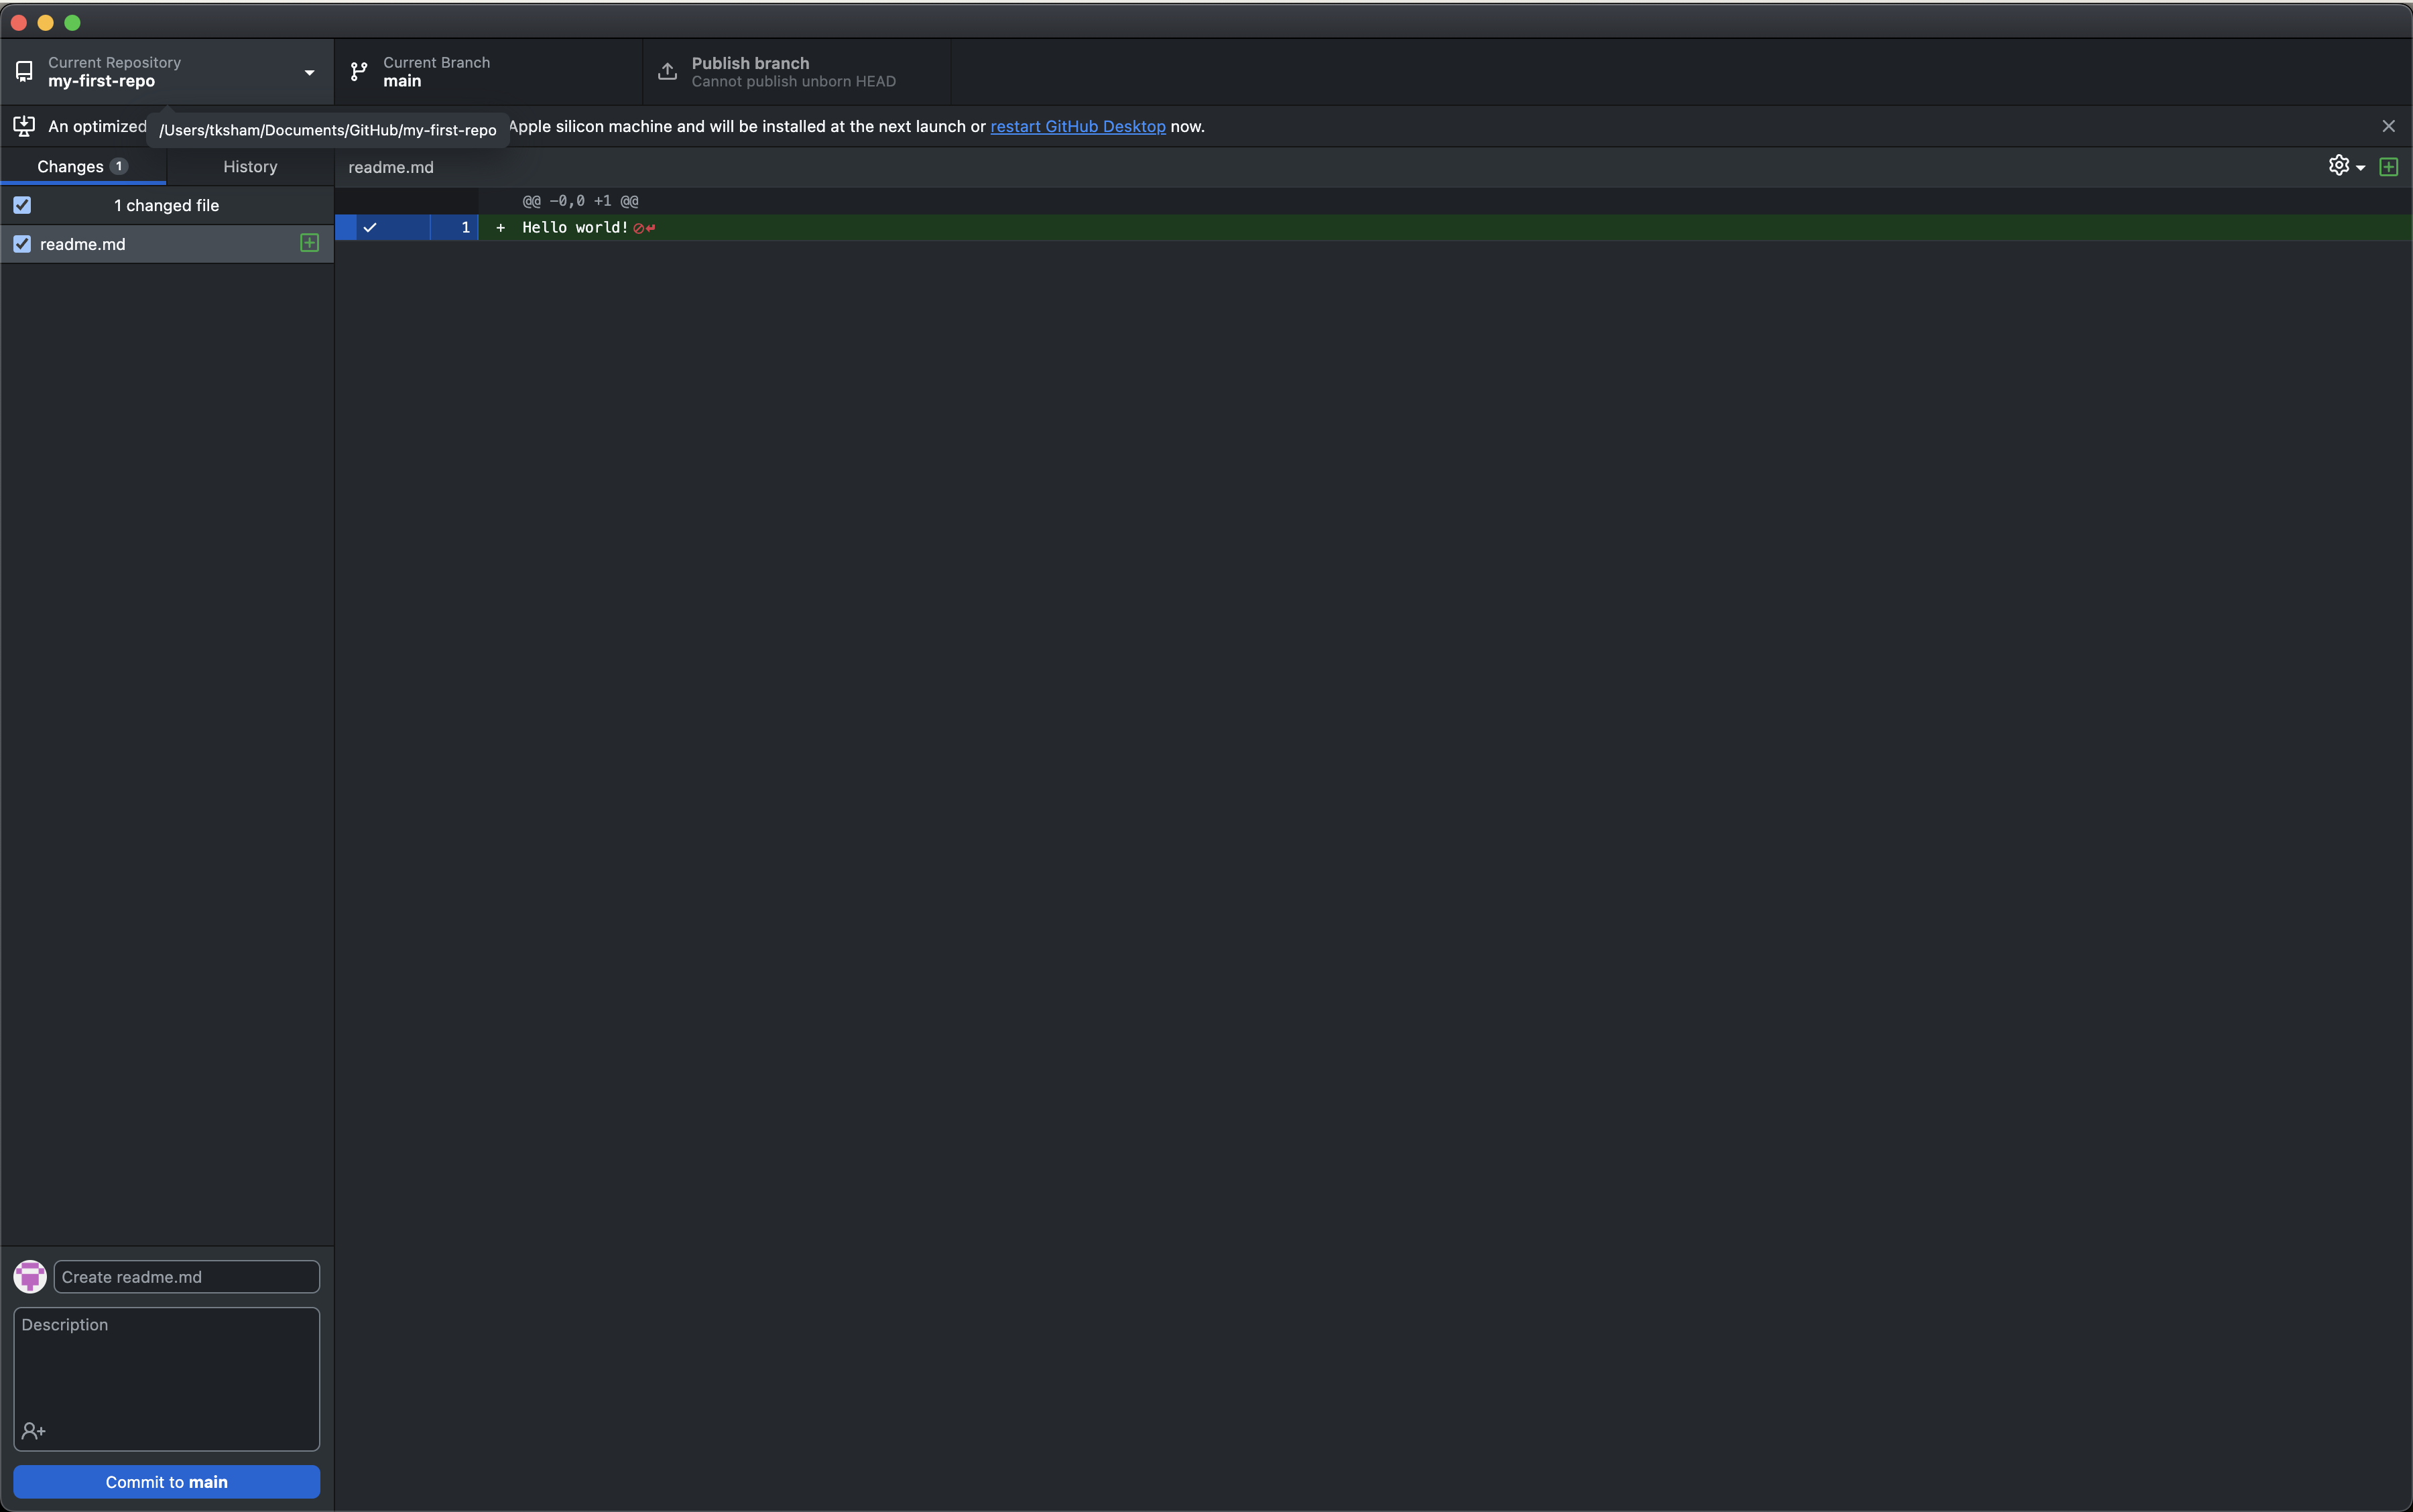 Current Repository
my-first-repo
Current Branch
main
Publish branch
Cannot publish unborn HEAD
An optimized
/Users/tksham/Documents/GitHub/my-first-repo
Apple silicon machine and will be installed at the next launch or restart GitHub Desktop now.
Changes 1
History
readme.md
1 changed file
readme.md
@@ -0,0 +1 @@
1 + Hello world!
Create readme.md
Description
Commit to main